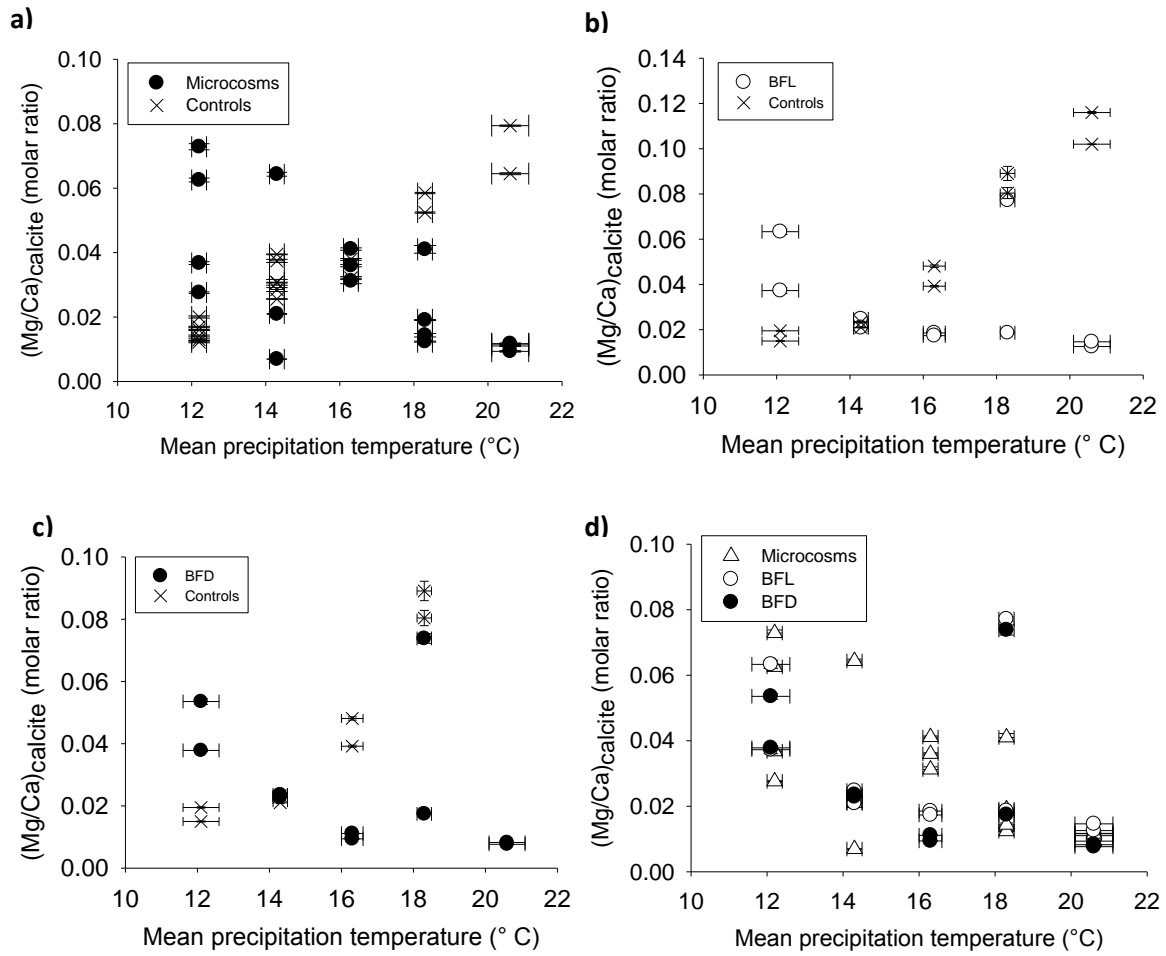 a)
0.10
0.08
0.06
0.04
0.02
0.00
Microcosms
Controls
(Mg/Ca)calcite (molar ratio)
10 12 14 16 18 20 22
Mean precipitation temperature (°C)
b)
0.14
0.12
0.10
0.08
0.06
0.04
0.02
0.00
BFL
Controls
(Mg/Ca)calcite (molar ratio)
10 12 14 16 18 20 22
Mean precipitation temperature (° C)
c)
0.10
0.08
0.06
0.04
0.02
0.00
BFD
Controls
(Mg/Ca)calcite (molar ratio)
10 12 14 16 18 20 22
Mean precipitation temperature (° C)
d)
0.10
0.08
0.06
0.04
0.02
0.00
Microcosms
BFL
BFD
(Mg/Ca)calcite (molar ratio)
10 12 14 16 18 20 22
Mean precipitation temperature (°C)